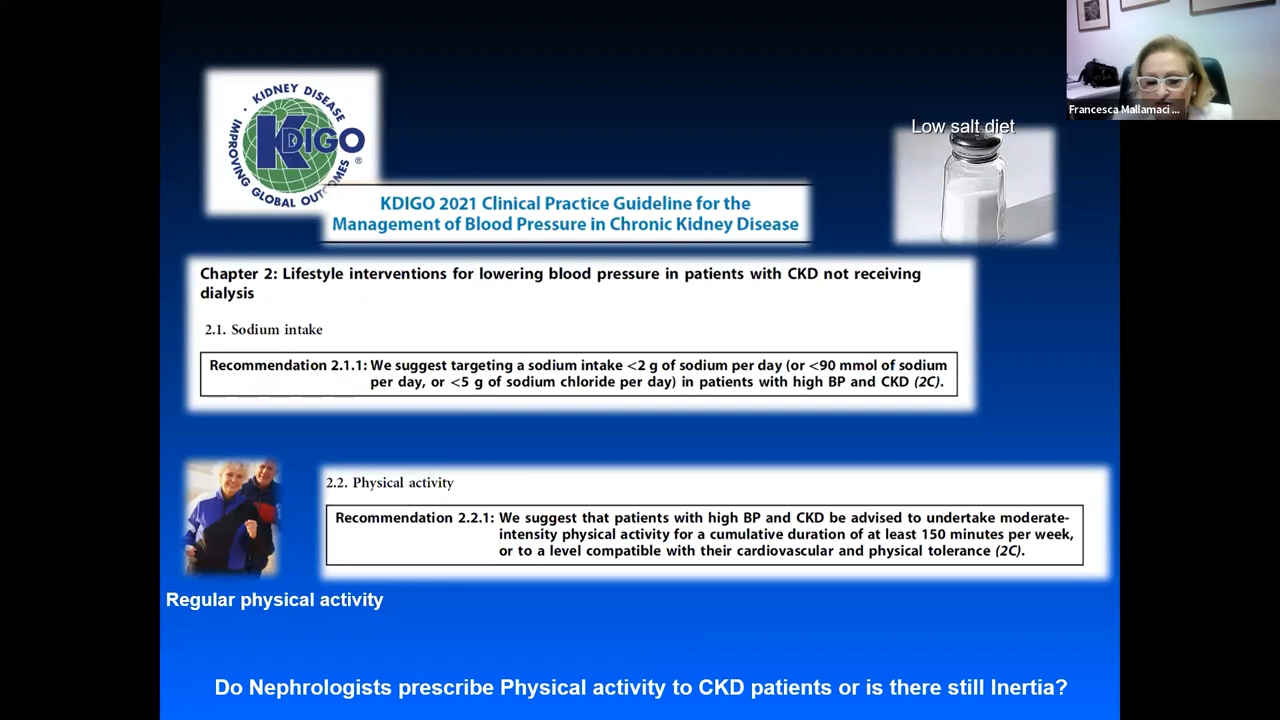 Francesca Mallamaci ...
Low salt diet
· KIDNEY DISEASE
IMPROVING GLOBAL OUTCOMES
KDIGO ®
KDIGO 2021 Clinical Practice Guideline for the
Management of Blood Pressure in Chronic Kidney Disease
Chapter 2: Lifestyle interventions for lowering blood pressure in patients with CKD not receiving
dialysis
2.1. Sodium intake
Recommendation 2.1.1: We suggest targeting a sodium intake <2 g of sodium per day (or <90 mmol of sodium
per day, or <5 g of sodium chloride per day) in patients with high BP and CKD (2C).
2.2. Physical activity
Recommendation 2.2.1: We suggest that patients with high BP and CKD be advised to undertake moderate-
intensity physical activity for a cumulative duration of at least 150 minutes per week,
or to a level compatible with their cardiovascular and physical tolerance (2C).
Regular physical activity
Do Nephrologists prescribe Physical activity to CKD patients or is there still Inertia?